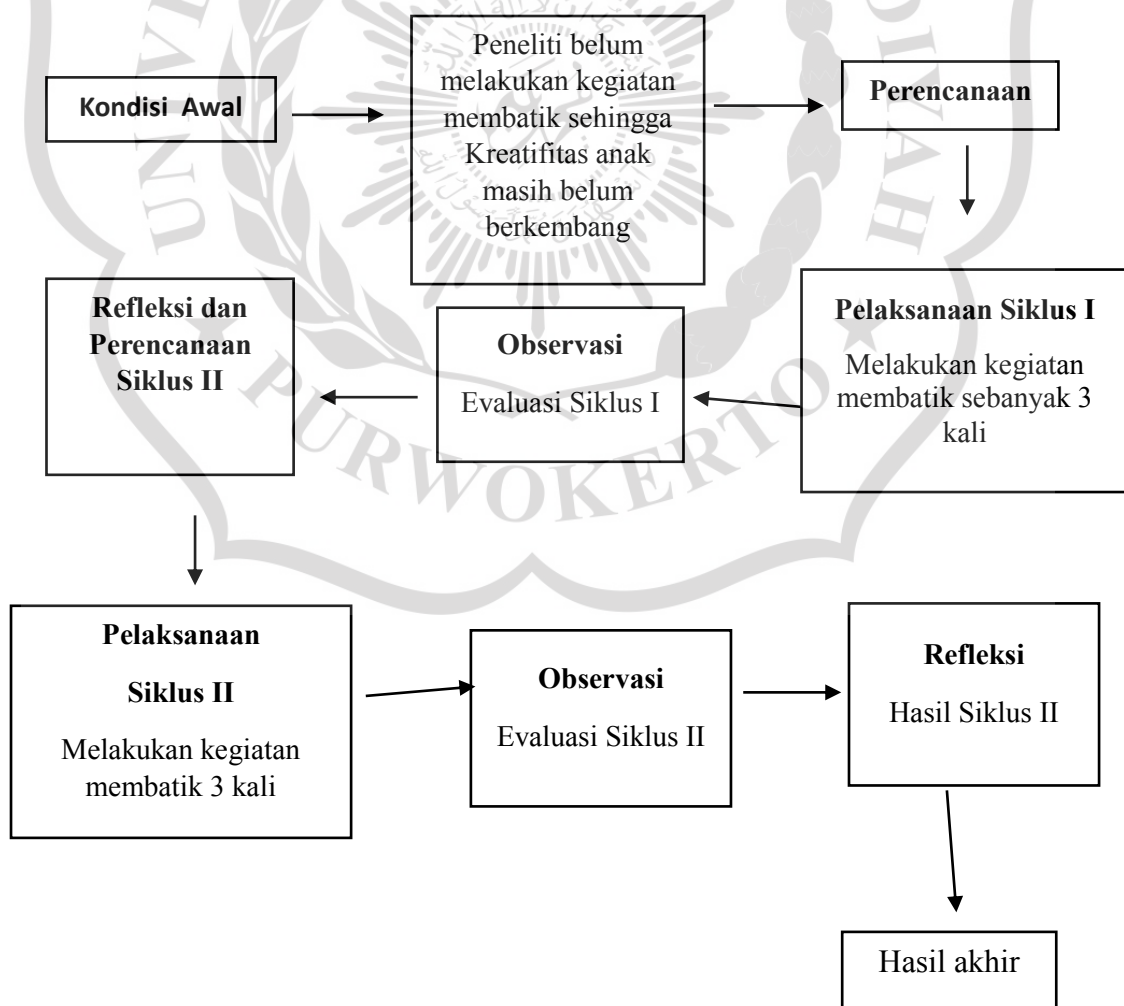 Kondisi Awal
Peneliti belum
melakukan kegiatan
membatik sehingga
Kreatifitas anak
masih belum
berkembang
Perencanaan
Pelaksanaan Siklus I
Melakukan kegiatan
membatik sebanyak 3
kali
Observasi
Evaluasi Siklus I
Refleksi dan
Perencanaan
Siklus II
PURWOKERTO
Pelaksanaan
Siklus II
Melakukan kegiatan
membatik 3 kali
Observasi
Evaluasi Siklus II
Refleksi
Hasil Siklus II
Hasil akhir